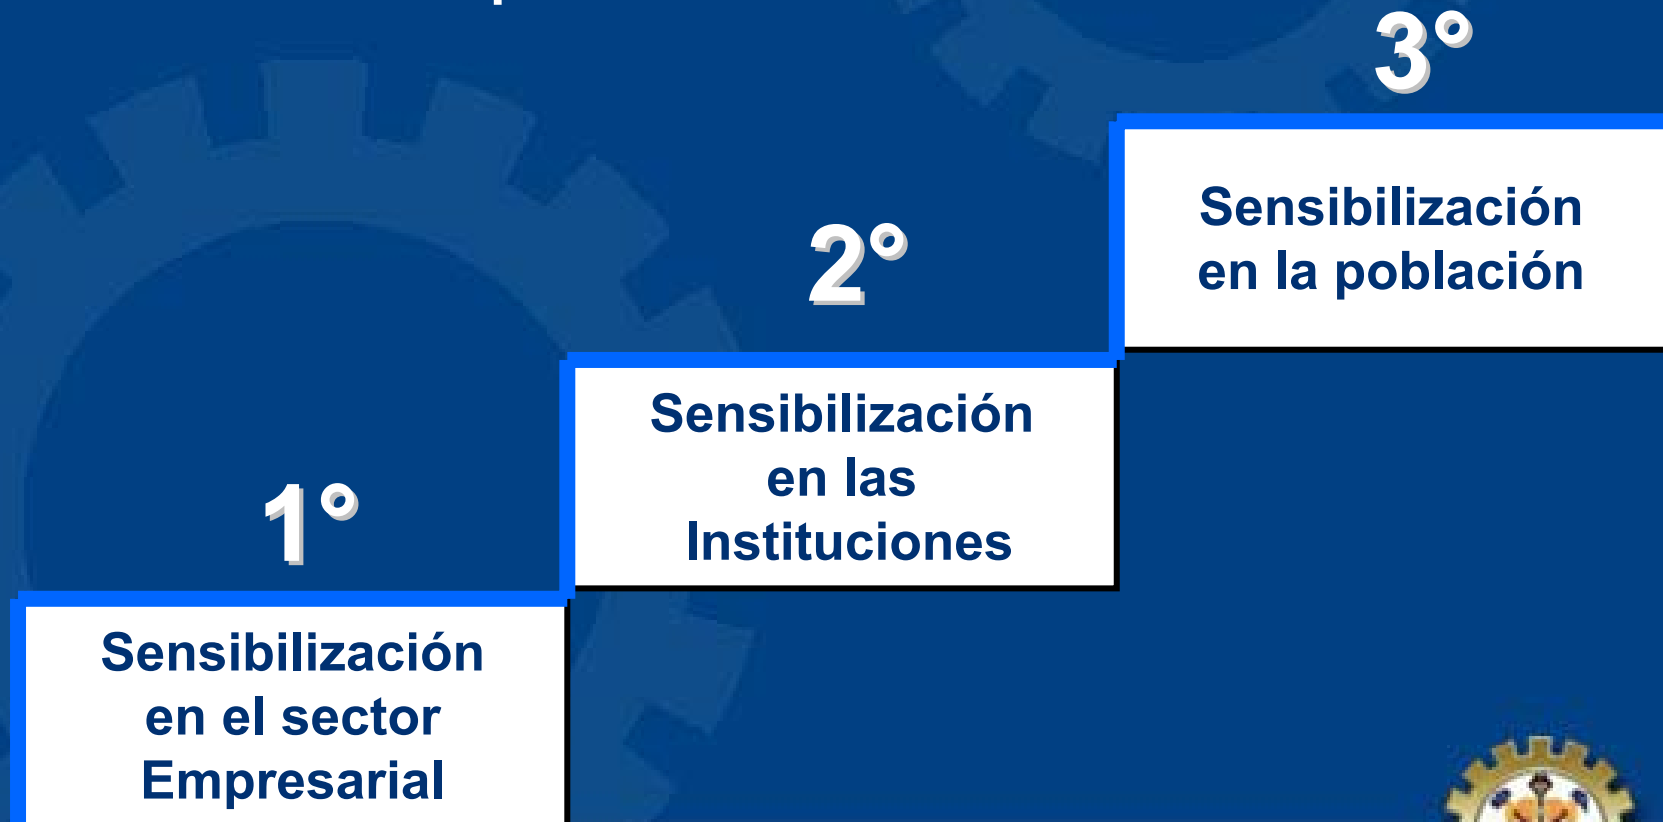 3°
Sensibilización
en la población
2°
Sensibilización
en las
Instituciones
1°
Sensibilización
en el sector
Empresarial